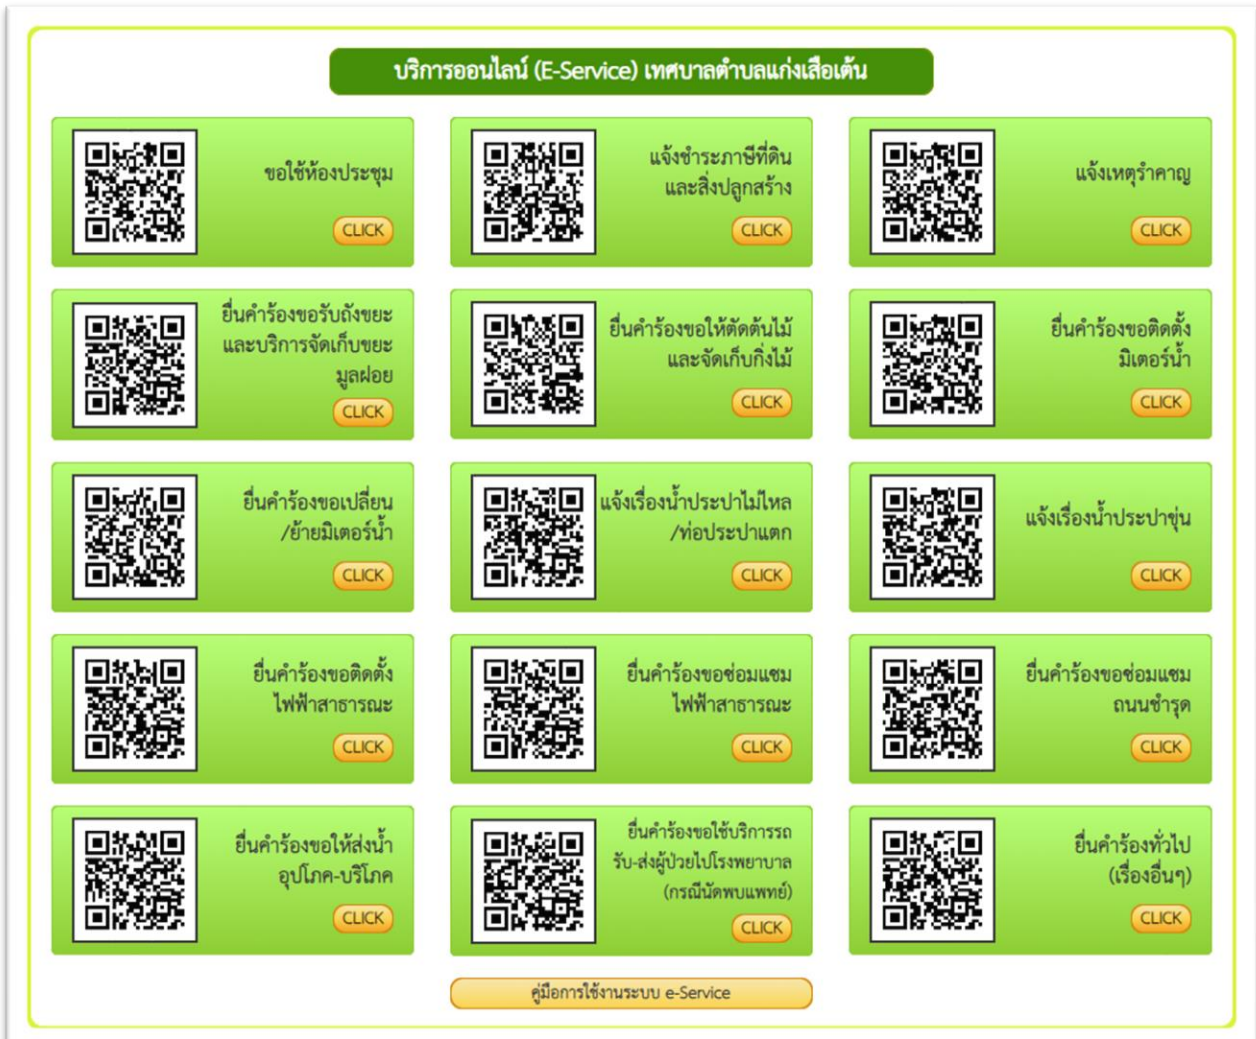 บริการออนไลน์ (E-Service) เทศบาลตำบลแก่งเสือเต้น
ขอใช้ห้องประชุม
CLICK
แจ้งชำระภาษีที่ดิน
และสิ่งปลูกสร้าง
CLICK
แจ้งเหตุรำคาญ
CLICK
ยื่นคำร้องขอรับถังขยะ
และบริการจัดเก็บขยะ
มูลฝอย
CLICK
ยื่นคำร้องขอให้ตัดต้นไม้
และจัดเก็บกิ่งไม้
CLICK
ยื่นคำร้องขอติดตั้ง
มิเตอร์น้ำ
CLICK
ยื่นคำร้องขอเปลี่ยน
/ย้ายมิเตอร์น้ำ
CLICK
แจ้งเรื่องน้ำประปาไม่ไหล
/ท่อประปาแตก
CLICK
แจ้งเรื่องน้ำประปาขุ่น
CLICK
ยื่นคำร้องขอติดตั้ง
ไฟฟ้าสาธารณะ
CLICK
ยื่นคำร้องขอซ่อมแซม
ไฟฟ้าสาธารณะ
CLICK
ยื่นคำร้องขอซ่อมแซม
ถนนชำรุด
CLICK
ยื่นคำร้องขอให้ส่งน้ำ
อุปโภค-บริโภค
CLICK
ยื่นคำร้องขอใช้บริการรถ
รับ-ส่งผู้ป่วยไปโรงพยาบาล
(กรณีนัดพบแพทย์)
CLICK
ยื่นคำร้องทั่วไป
(เรื่องอื่นๆ)
CLICK
คู่มือการใช้งานระบบ e-Service